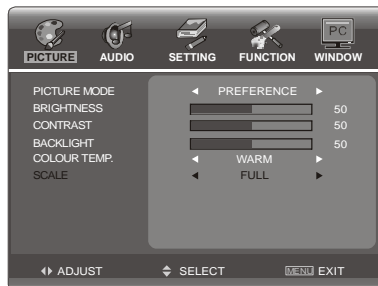 PC
PICTURE AUDIO SETTING FUNCTION WINDOW
PICTURE MODE PREFERENCE
BRIGHTNESS 50
CONTRAST 50
BACKLIGHT 50
COLOUR TEMP. WARM
SCALE FULL
ADJUST SELECT MENU EXIT